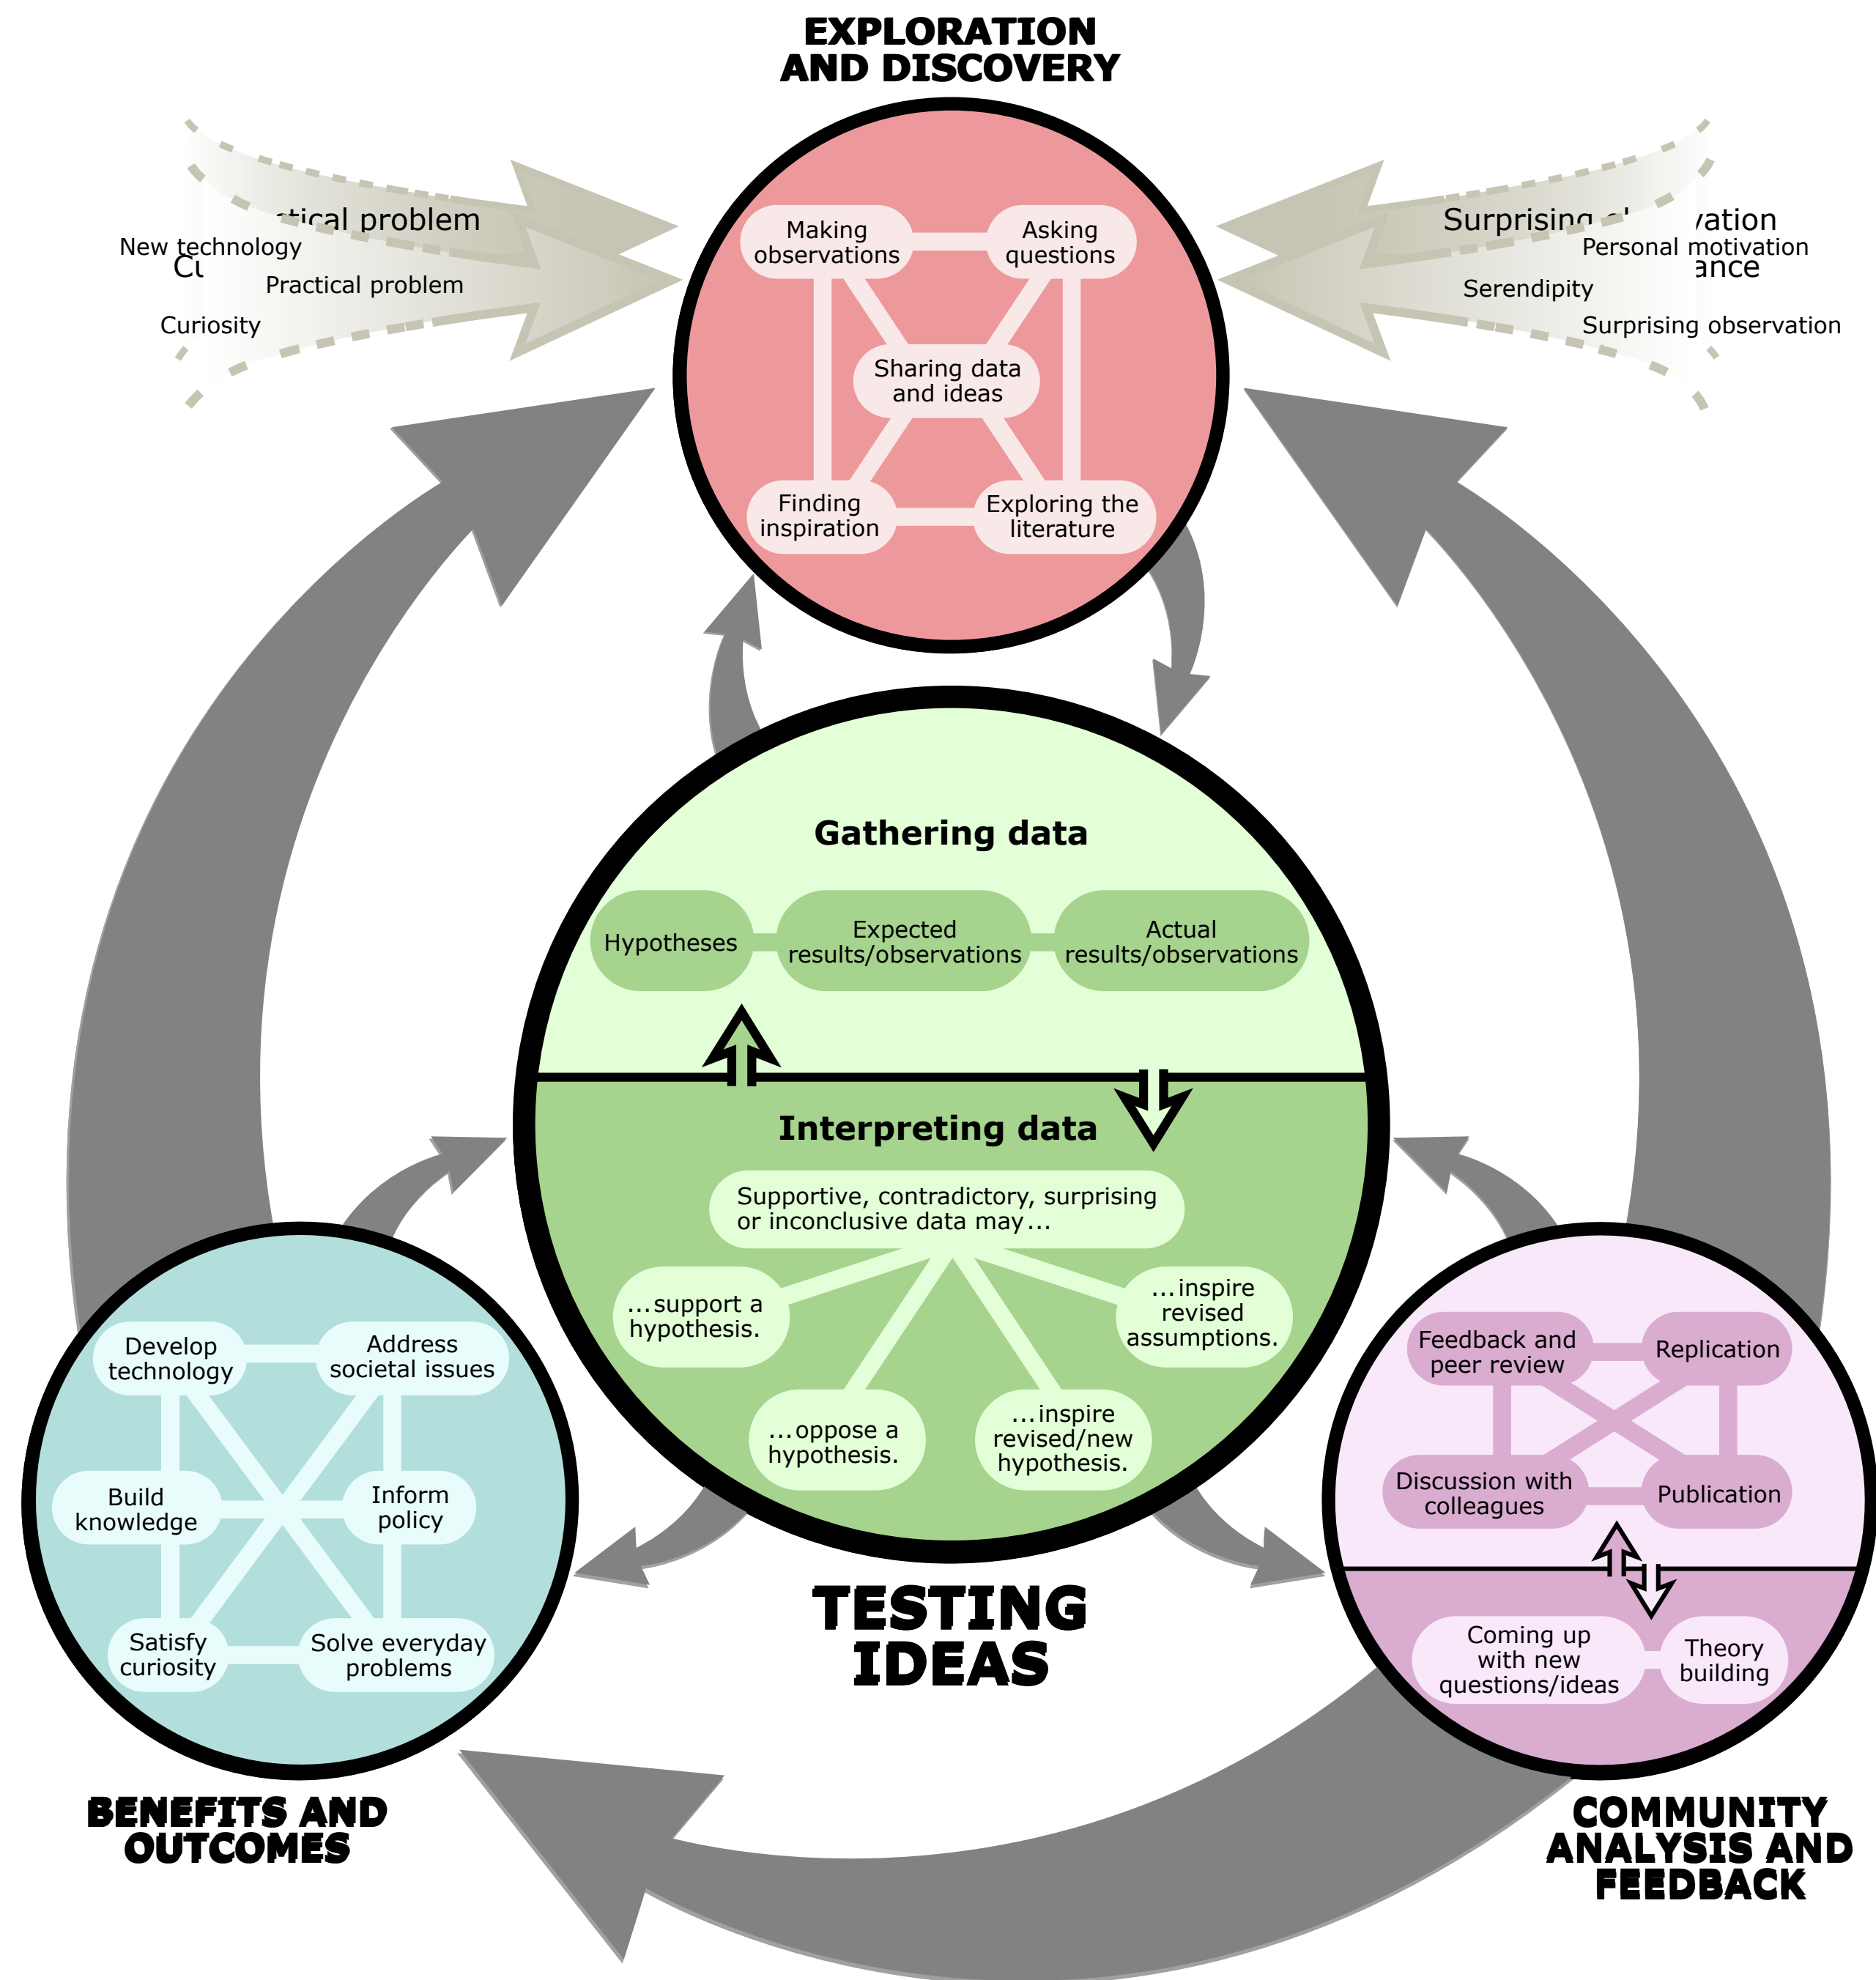 EXPLORATION
AND DISCOVERY
problem
Surprising
New technology
Personal motivation
Practical problem
Serendipity
Curiosity
Surprising observation
Making
observations
Asking
questions
Sharing data
and ideas
Finding
inspiration
Exploring the
literature
Gathering data
Hypotheses
Expected
results/observations
Actual
results/observations
Interpreting data
Supportive, contradictory, surprising
or inconclusive data may…
…support a
hypothesis.
…oppose a
hypothesis.
…inspire
revised/new
hypothesis.
…inspire
revised
assumptions.
TESTING
IDEAS
Develop
technology
Address
societal issues
Build
knowledge
Inform
policy
Satisfy
curiosity
Solve everyday
problems
BENEFITS AND
OUTCOMES
Feedback and
peer review
Replication
Discussion with
colleagues
Publication
Coming up
with new
questions/ideas
Theory
building
COMMUNITY
ANALYSIS AND
FEEDBACK